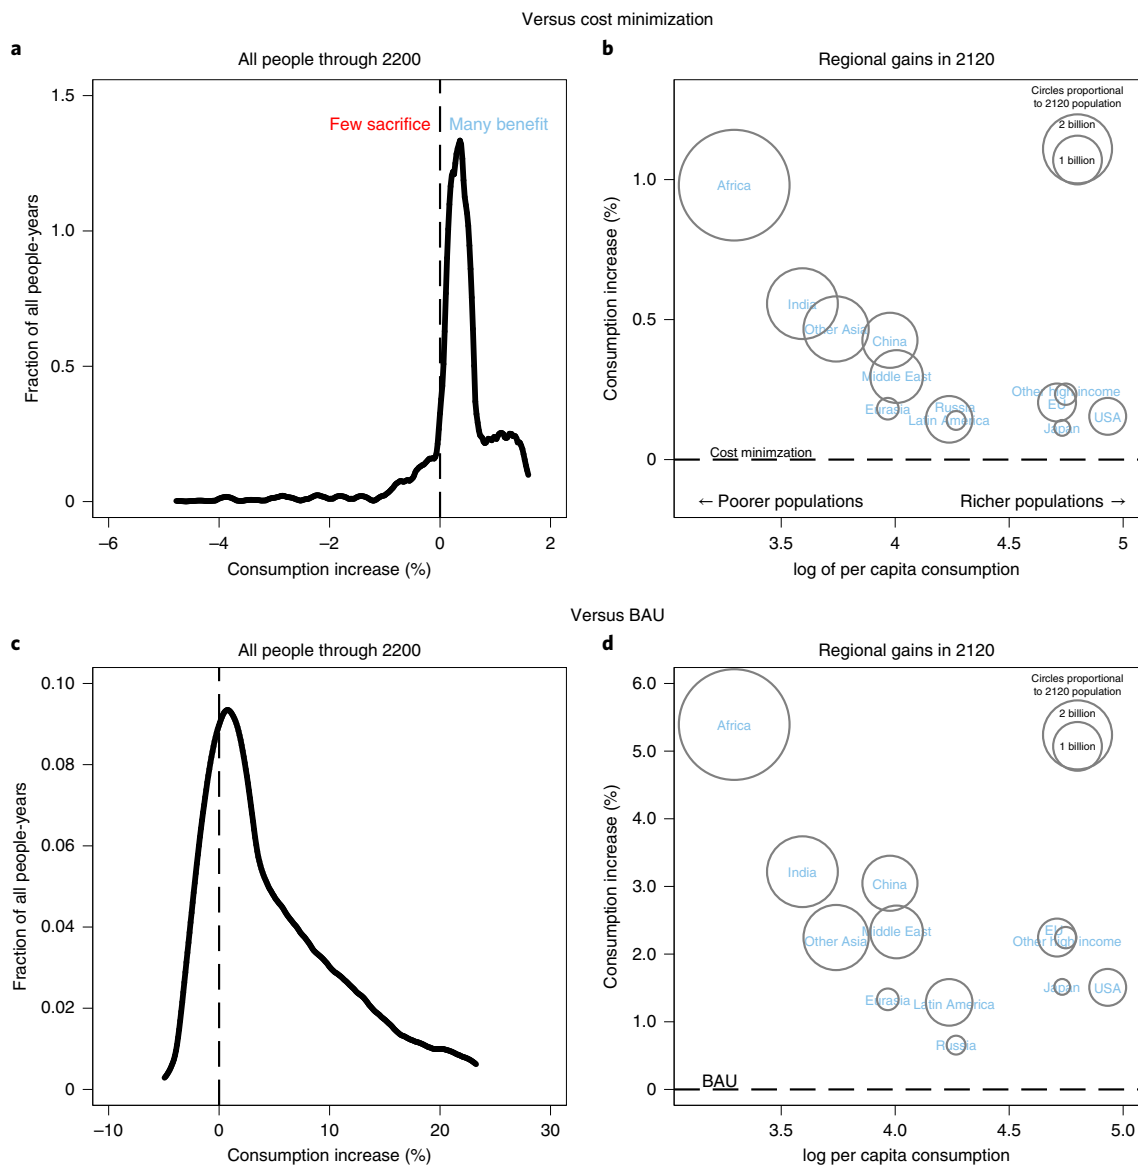 Versus cost minimization
a
All people through 2200
Fraction of all people-years
1.5
1.0
0.5
0
Few sacrifice
Many benefit
–6
–4
–2
0
2
Consumption increase (%)
b
Regional gains in 2120
Consumption increase (%)
1.0
0.5
0
Circles proportional
to 2120 population
2 billion
1 billion
Africa
India
Other Asia
China
Middle East
Eurasia
Russia
Latin America
Other high income
EU
Japan
USA
Cost minimzation
← Poorer populations
Richer populations →
3.5
4
4.5
5
log of per capita consumption
Versus BAU
c
All people through 2200
Fraction of all people-years
0.10
0.08
0.06
0.04
0.02
0
–10
0
10
20
30
Consumption increase (%)
d
Regional gains in 2120
Consumption increase (%)
6.0
5.0
4.0
3.0
2.0
1.0
0
Circles proportional
to 2120 population
2 billion
1 billion
Africa
India
China
Other Asia
Middle East
EU
Other high income
Eurasia
Latin America
Japan
USA
Russia
BAU
3.5
4.0
4.5
5.0
log per capita consumption